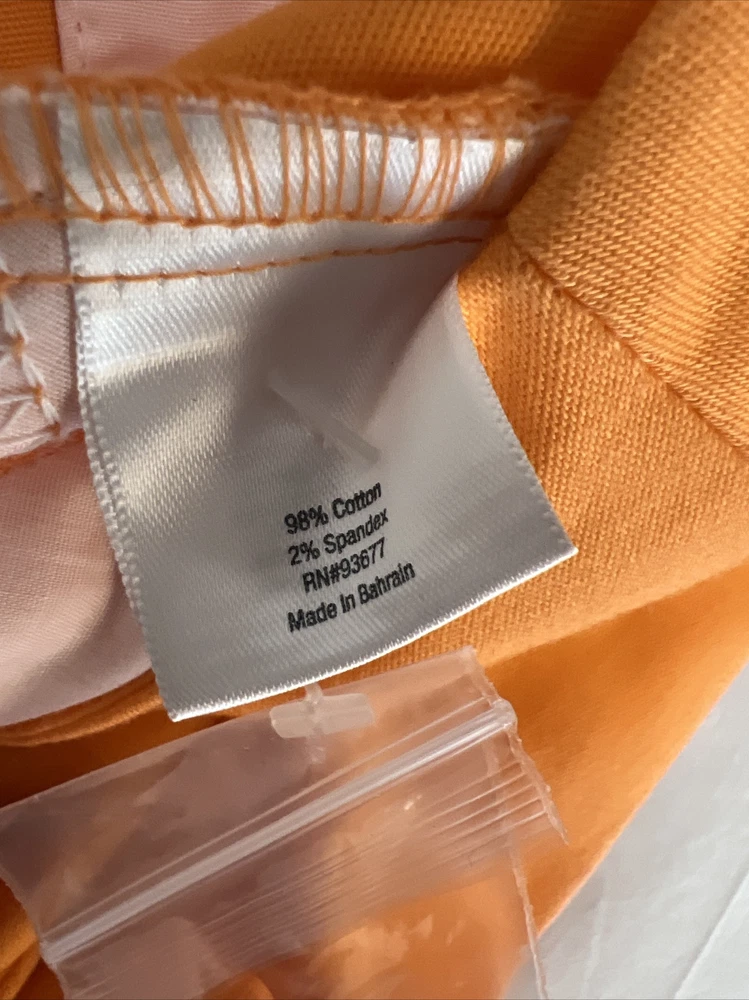 98% Cotton
2% Spandex
RN#93677
Made In Bahrain